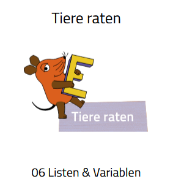 Tiere raten
E
Tiere raten
06 Listen & Variablen